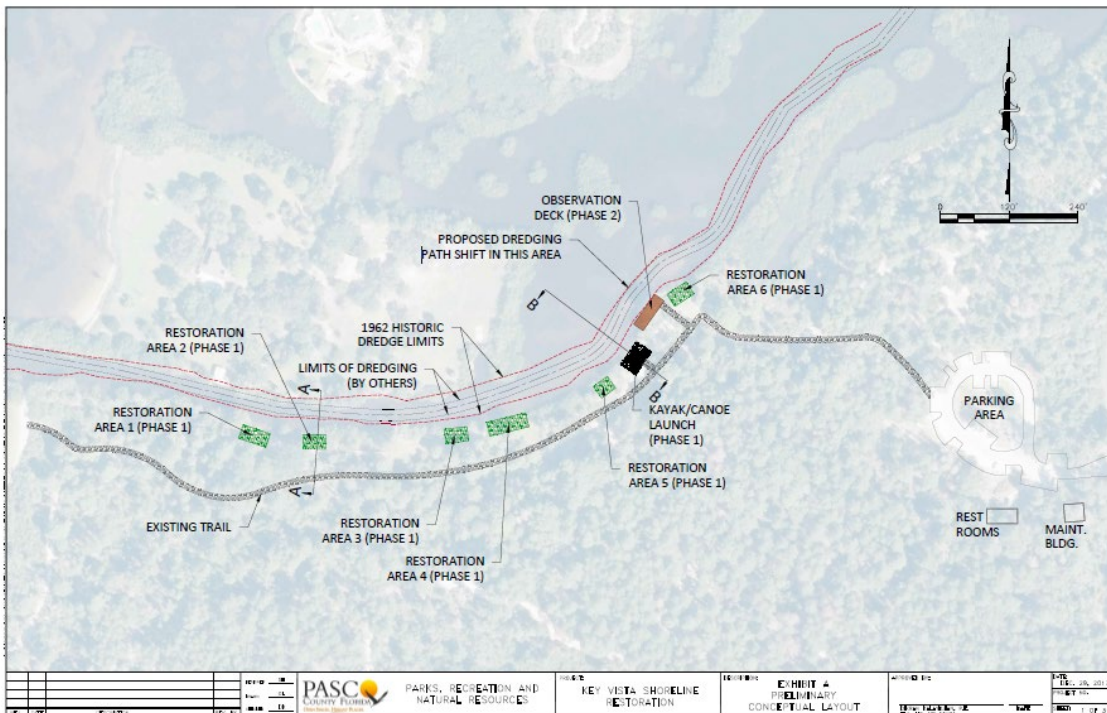 OBSERVATION
DECK (PHASE 2)
PROPOSED DREDGING
PATH SHIFT IN THIS AREA
0
120'
240'
RESTORATION
AREA 6 (PHASE 1)
B
RESTORATION
AREA 2 (PHASE 1)
1962 HISTORIC
DREDGE LIMITS
LIMITS OF DREDGING
(BY OTHERS)
A
B
PARKING
AREA
RESTORATION
AREA 1 (PHASE 1)
KAYAK/CANOE
LAUNCH
(PHASE 1)
RESTORATION
AREA 5 (PHASE 1)
A
EXISTING TRAIL
RESTORATION
AREA 3 (PHASE 1)
RESTORATION
AREA 4 (PHASE 1)
REST
ROOMS
MAINT.
BLDG.
PASCO
COUNTY FLORIDA
PARKS, RECREATION AND
NATURAL RESOURCES
KEY VISTA SHORELINE
RESTORATION
EXHIBIT A
PRELIMINARY
CONCEPTUAL LAYOUT
DATE
1 OF 3